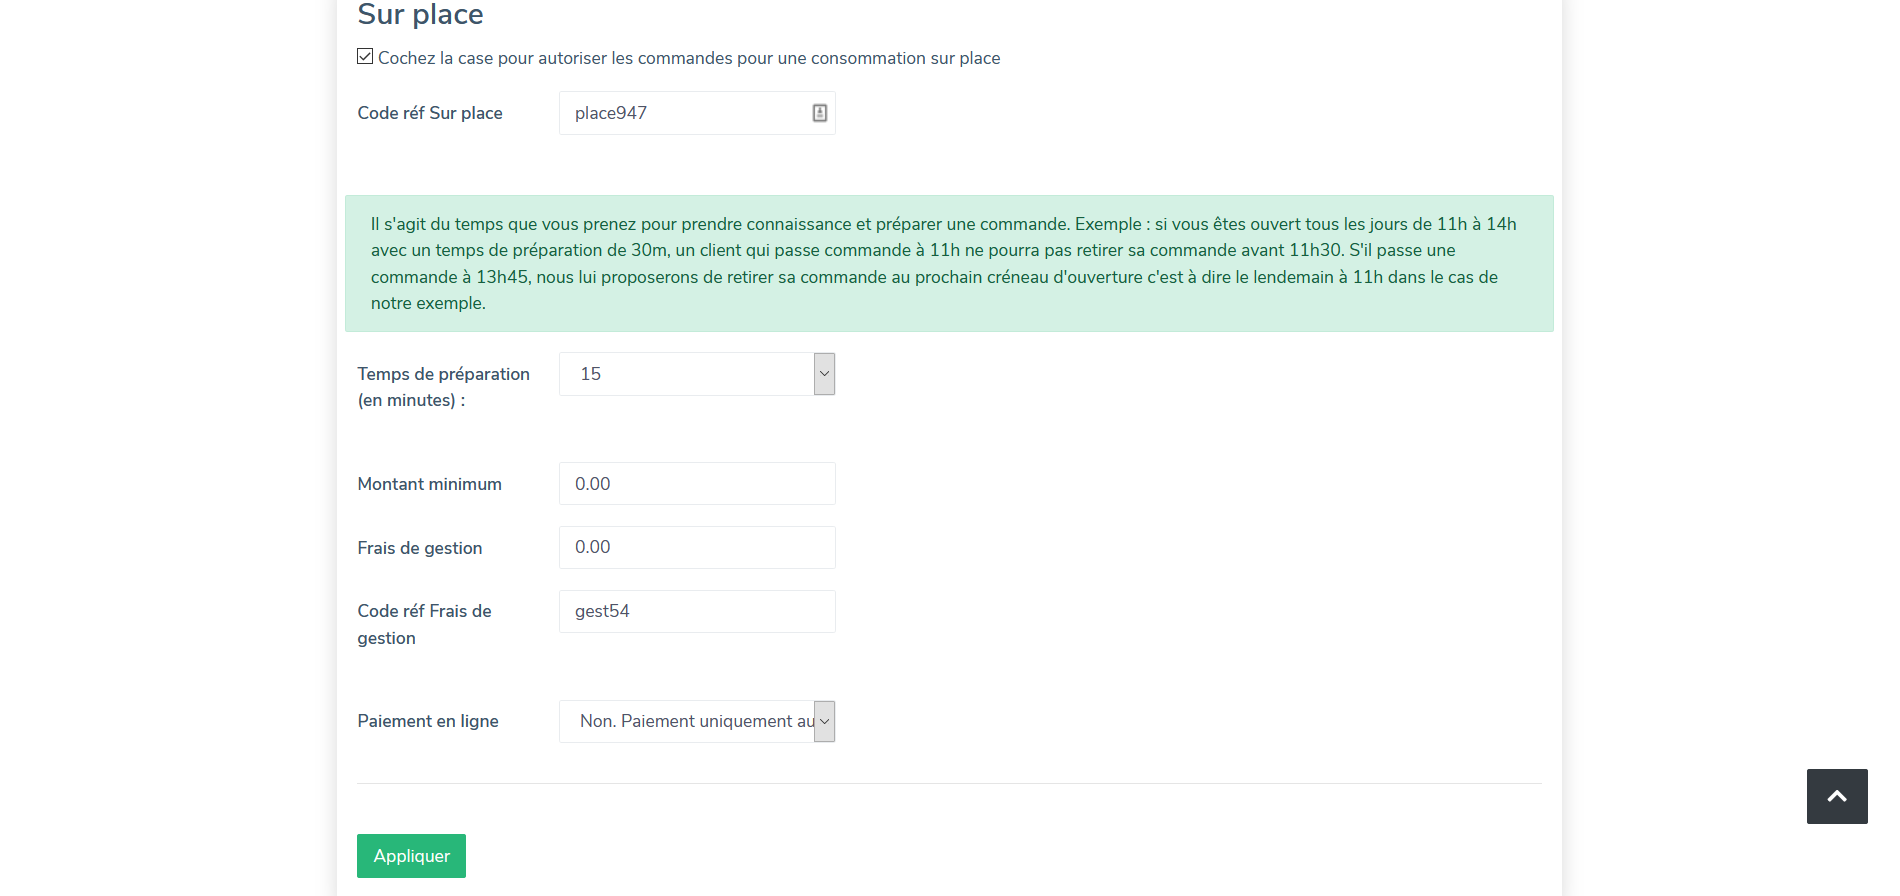 Sur place
Cochez la case pour autoriser les commandes pour une consommation sur place
Code réf Sur place
place947
Il s'agit du temps que vous prenez pour prendre connaissance et préparer une commande. Exemple : si vous êtes ouvert tous les jours de 11h à 14h
avec un temps de préparation de 30m, un client qui passe commande à 11h ne pourra pas retirer sa commande avant 11h30. S'il passe une
commande à 13h45, nous lui proposerons de retirer sa commande au prochain créneau d'ouverture c'est à dire le lendemain à 11h dans le cas de
notre exemple.
Temps de préparation
(en minutes) :
15
Montant minimum
0.00
Frais de gestion
0.00
Code réf Frais de
gestion
gest54
Paiement en ligne
Non. Paiement uniquement au
Appliquer